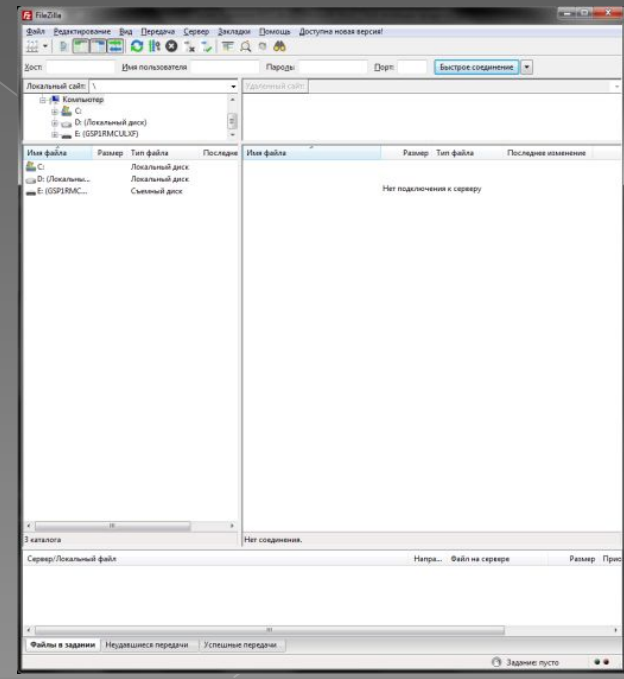 FileZilla
Файл Редактирование Вид Передача Сервер Закладки Помощь Доступна новая версия!
Хост: Имя пользователя Пароль: Порт: Быстрое соединение
Локальный сайт: \ Удаленный сайт:
Компьютер
C:
D: (Локальный диск)
E: (GSP1RMCULXF)
Имя файла Размер Тип файла Последне Имя файла Размер Тип файла Последнее изменение
C: Локальный диск
D: (Локальны... Локальный диск
E: (GSP1RMC... Съемный диск
Нет подключения к серверу
3 каталога Нет соединения.
Сервер/Локальный файл Напра... Файл на сервере Размер Прио
Файлы в задании Неудавшиеся передачи Успешные передачи
Задание: пусто